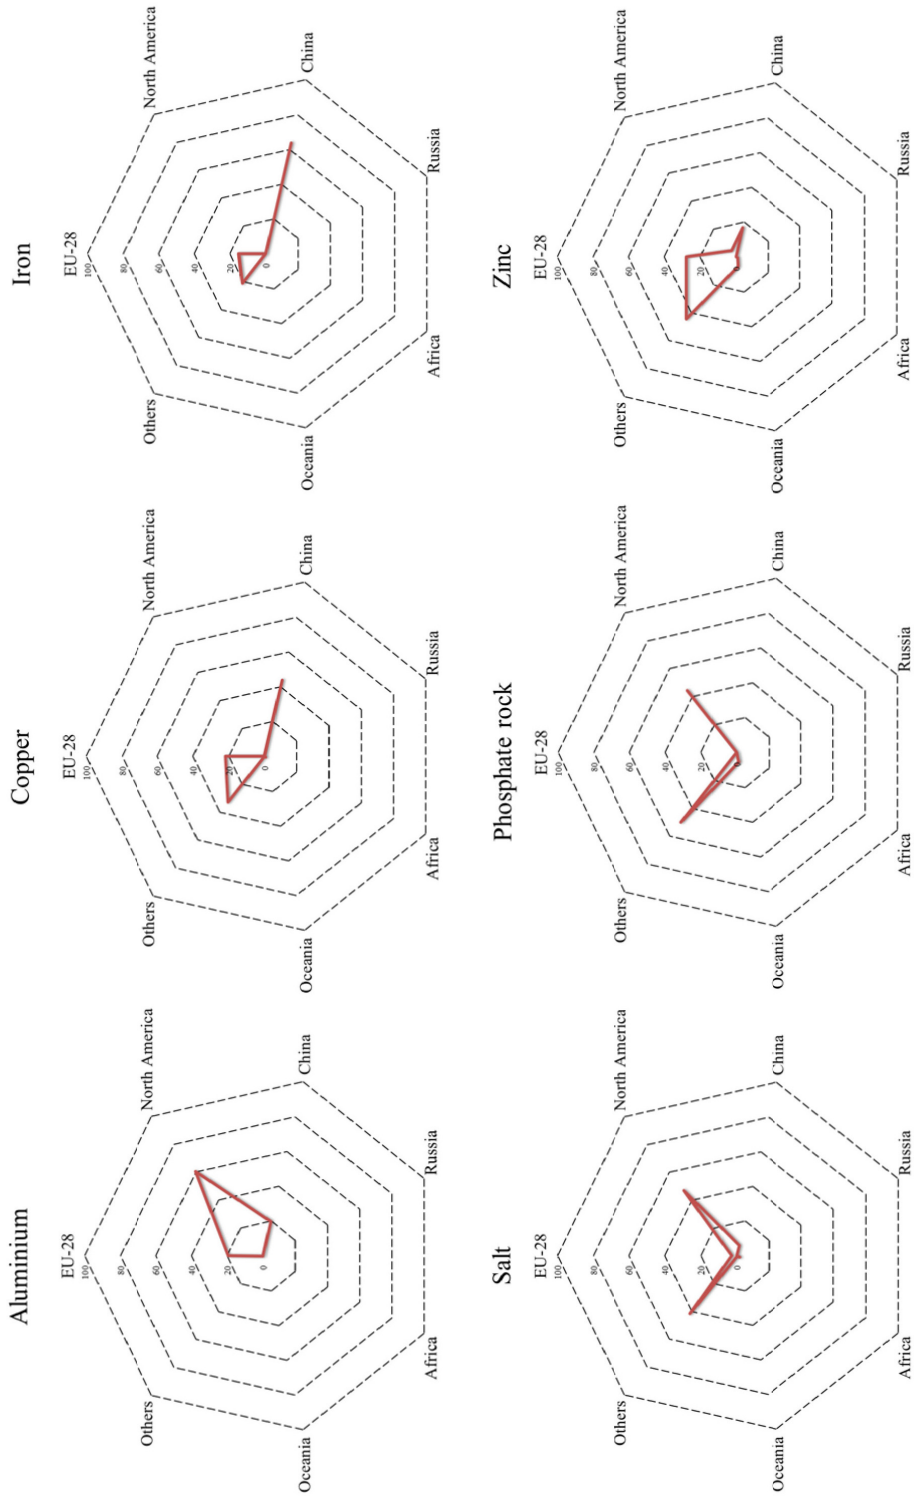 Aluminium
EU-28
100
80
60
40
20
0
North America
China
Russia
Africa
Oceania
Others
Copper
EU-28
100
80
60
40
20
0
North America
China
Russia
Africa
Oceania
Others
Iron
EU-28
100
80
60
40
20
0
North America
China
Russia
Africa
Oceania
Others
Salt
EU-28
100
80
60
40
20
0
North America
China
Russia
Africa
Oceania
Others
Phosphate rock
EU-28
100
80
60
40
20
0
North America
China
Russia
Africa
Oceania
Others
Zinc
EU-28
100
80
60
40
20
0
North America
China
Russia
Africa
Oceania
Others